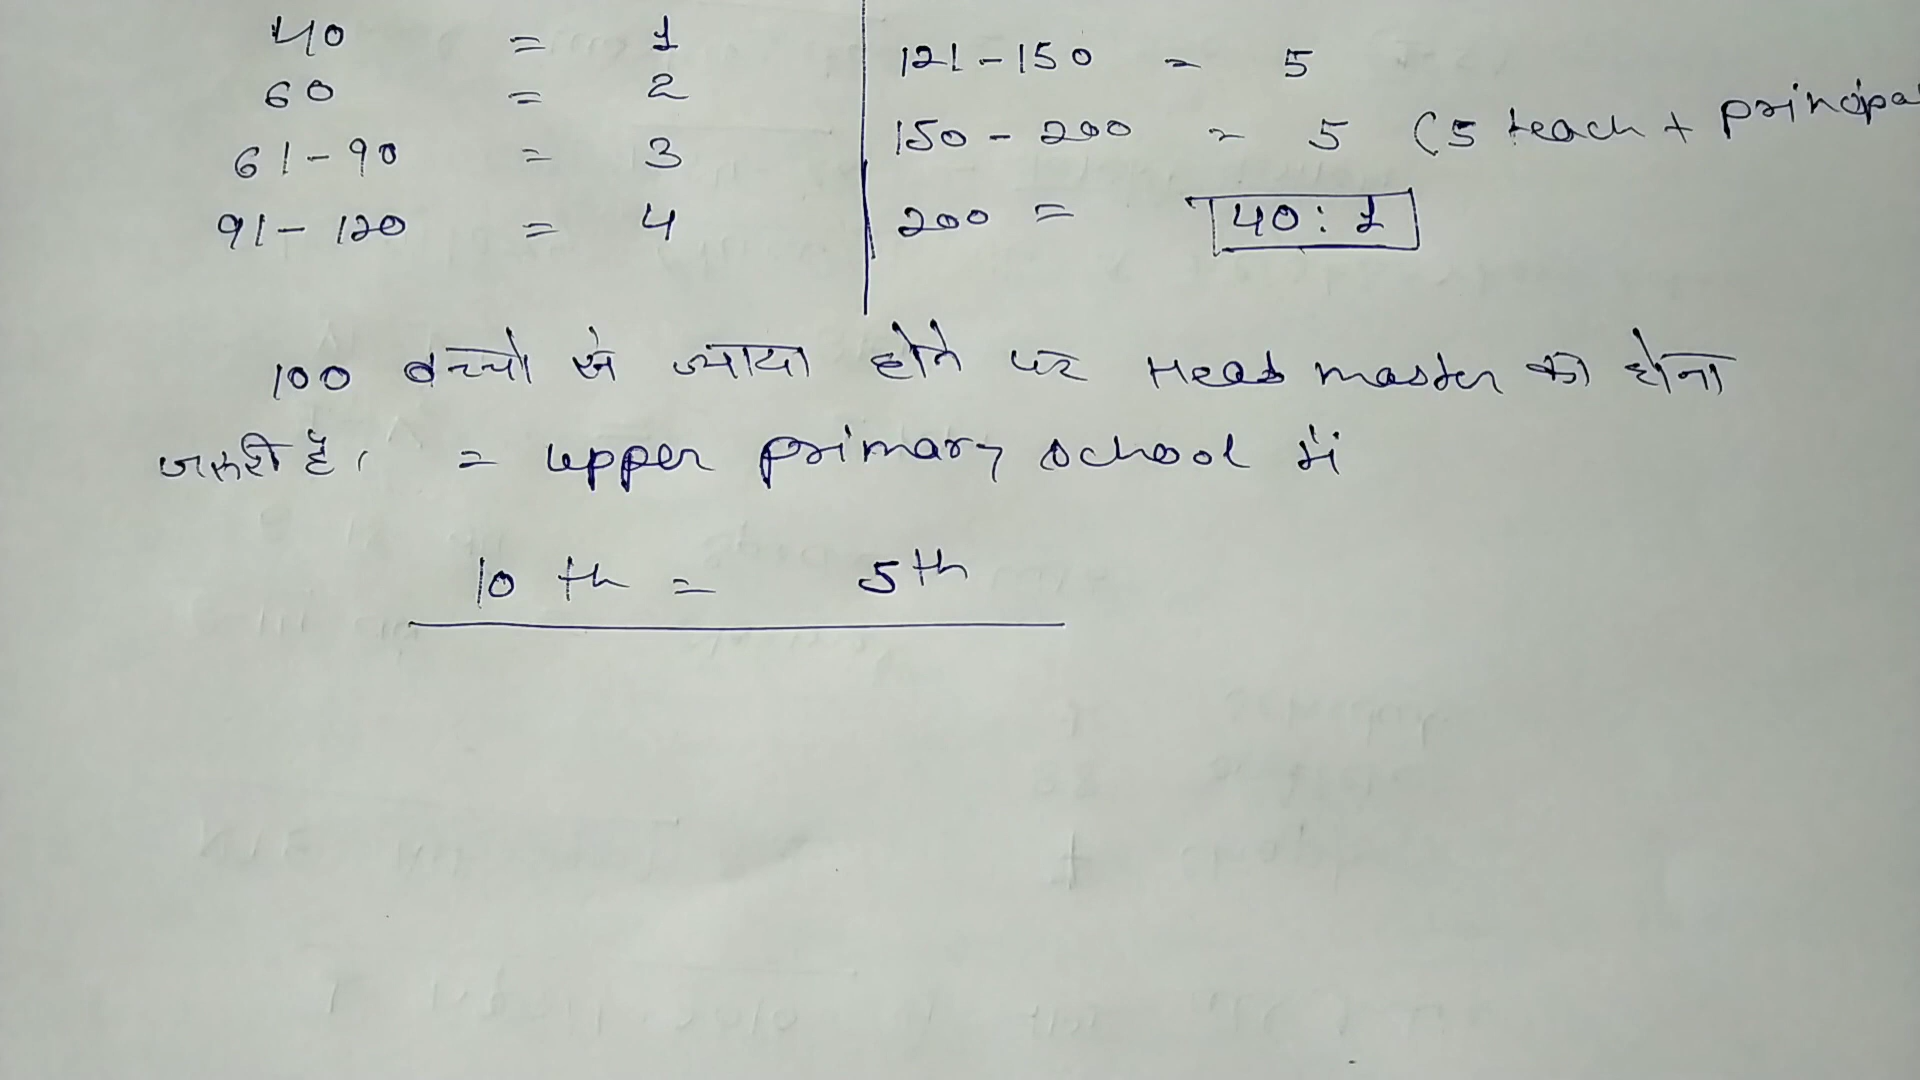 40 = 1
60 = 2
61-90 = 3
91-120 = 4
121-150 = 5
150-200 = 5 (5 teach + principa
200 = 40:1
100 बच्चो से ज्याया होने पर Head master का होना
जरूरी है। = upper primary school में
10 th = 5th